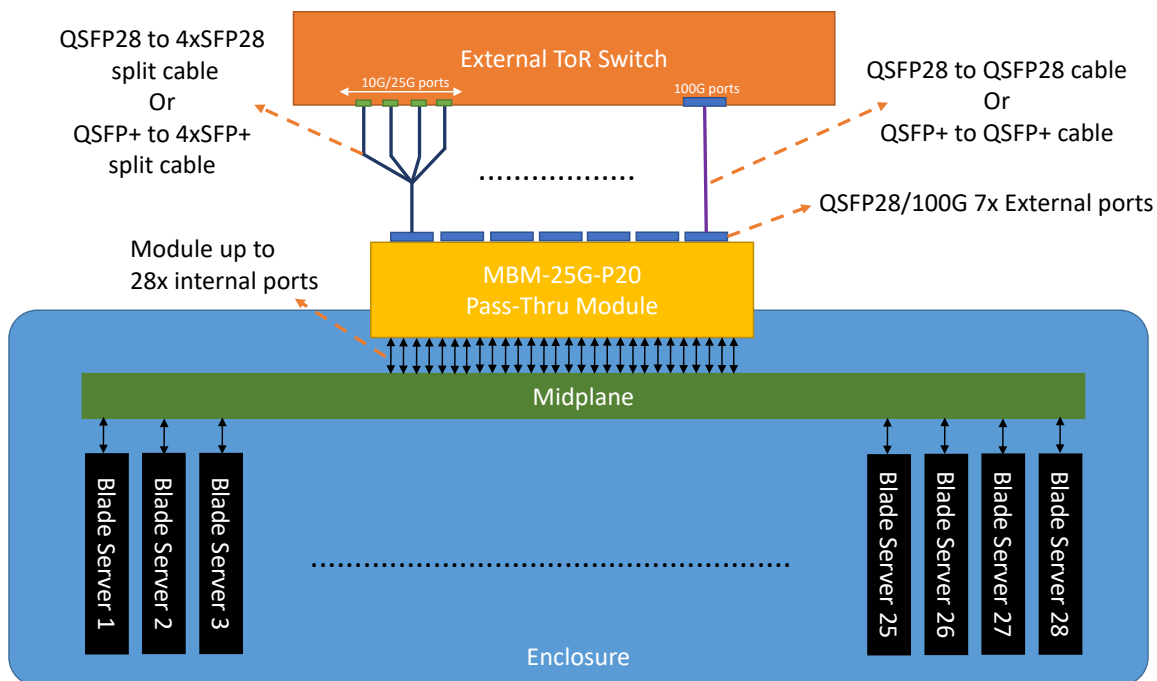 QSFP28 to 4xSFP28
split cable
Or
QSFP+ to 4xSFP+
split cable
External ToR Switch
10G/25G ports
100G ports
QSFP28 to QSFP28 cable
Or
QSFP+ to QSFP+ cable
QSFP28/100G 7x External ports
Module up to
28x internal ports
MBM-25G-P20
Pass-Thru Module
Midplane
Blade Server 1
Blade Server 2
Blade Server 3
Blade Server 25
Blade Server 26
Blade Server 27
Blade Server 28
Enclosure